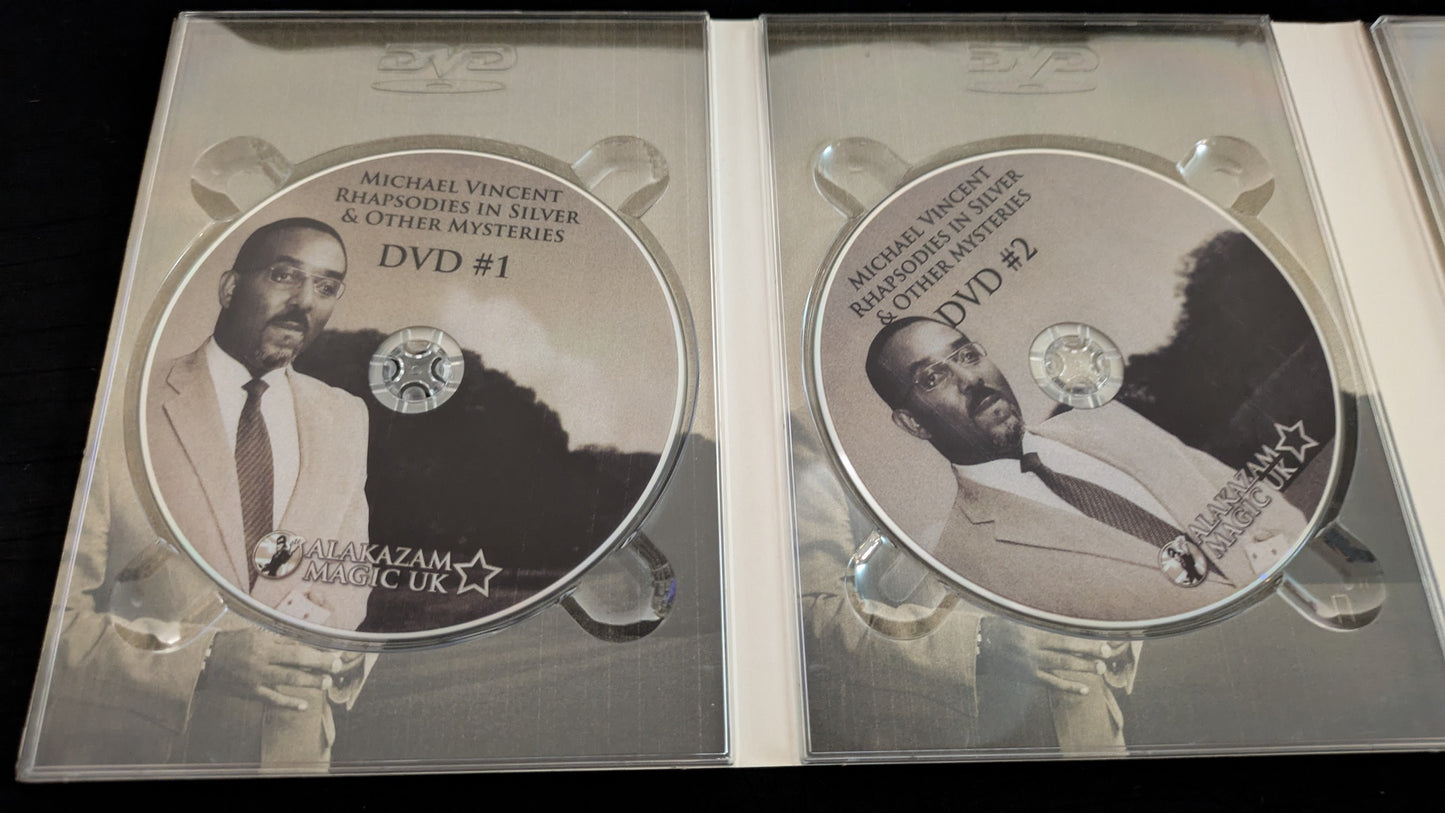 DVD
MICHAEL VINCENT
RHAPSODIES IN SILVER
& OTHER MYSTERIES
DVD #1
ALAKAZAM
MAGIC UK
DVD
MICHAEL VINCENT
RHAPSODIES IN SILVER
& OTHER MYSTERIES
DVD #2
ALAKAZAM
MAGIC UK